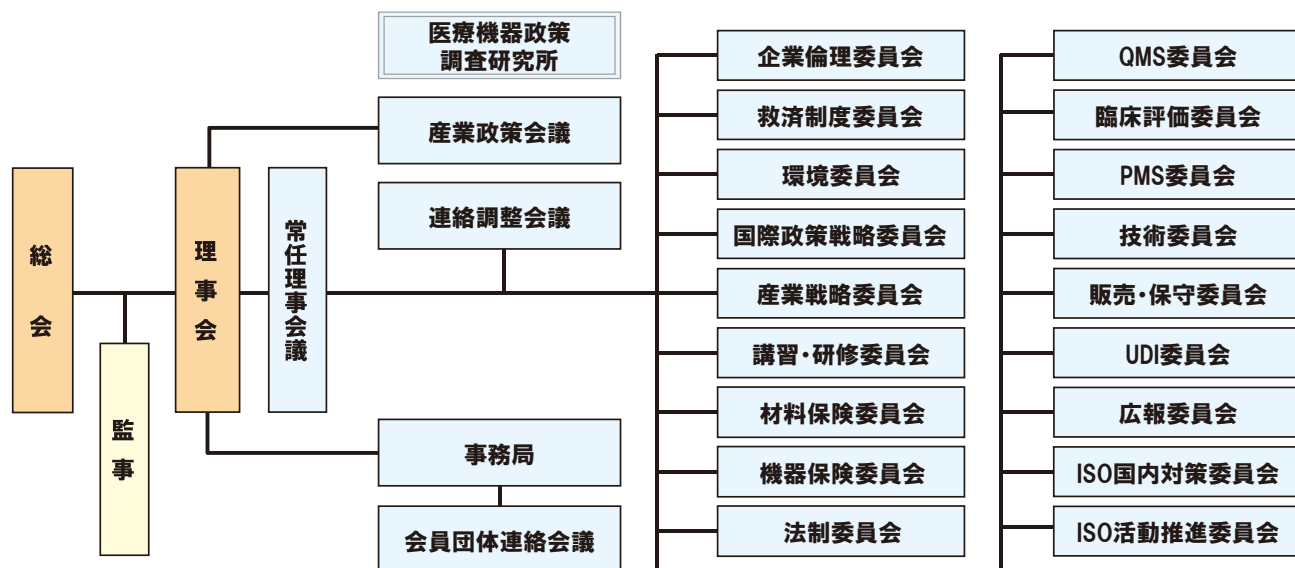 医療機器政策
調査研究所
産業政策会議
連絡調整会議
総会
理事会
常任理事会議
監事
事務局
会員団体連絡会議
企業倫理委員会
救済制度委員会
環境委員会
国際政策戦略委員会
産業戦略委員会
講習・研修委員会
材料保険委員会
機器保険委員会
法制委員会
QMS委員会
臨床評価委員会
PMS委員会
技術委員会
販売・保守委員会
UDI委員会
広報委員会
ISO国内対策委員会
ISO活動推進委員会